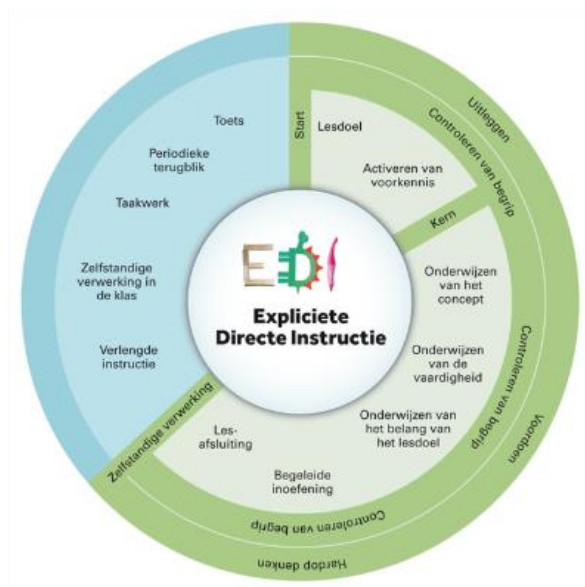 Uitleggen
Controleren van begrip
Start
Lesdoel
Activeren van
voorkennis
Kern
Onderwijzen
van het
concept
Onderwijzen
van de
vaardigheid
Onderwijzen van
het belang van
het lesdoel
Controleren van begrip
Voordoen
Begeleide
inoefening
Les-
afsluiting
Controleren van begrip
Hardop denken
Zelfstandige verwerking
Verlengde
instructie
Zelfstandige
verwerking in
de klas
Taakwerk
Periodieke
terugblik
Toets
EDI
Expliciete
Directe Instructie